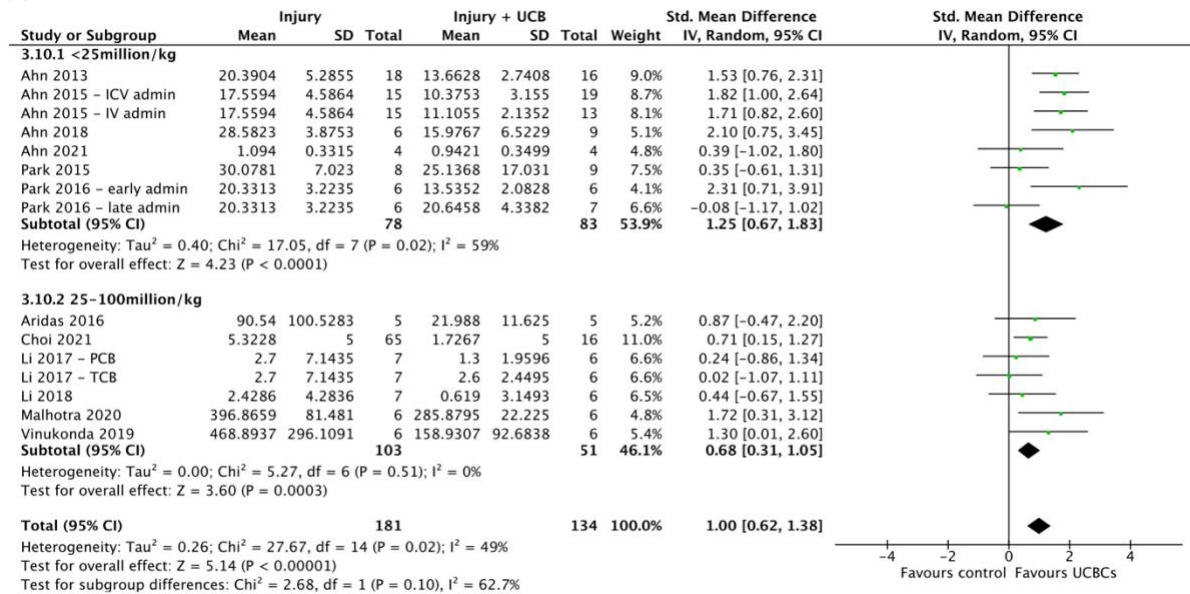 Injury Injury + UCB Std. Mean Difference Std. Mean Difference
Study or Subgroup Mean SD Total Mean SD Total Weight IV, Random, 95% CI IV, Random, 95% CI
3.10.1 <25million/kg
Ahn 2013 20.3904 5.2855 18 13.6628 2.7408 16 9.0% 1.53 [0.76, 2.31]
Ahn 2015 – ICV admin 17.5594 4.5864 15 10.3753 3.155 19 8.7% 1.82 [1.00, 2.64]
Ahn 2015 – IV admin 17.5594 4.5864 15 11.1055 2.1352 13 8.1% 1.71 [0.82, 2.60]
Ahn 2018 28.5823 3.8753 6 15.9767 6.5229 9 5.1% 2.10 [0.75, 3.45]
Ahn 2021 1.094 0.3315 4 0.9421 0.3499 4 4.8% 0.39 [-1.02, 1.80]
Park 2015 30.0781 7.023 8 25.1368 17.031 9 7.5% 0.35 [-0.61, 1.31]
Park 2016 – early admin 20.3313 3.2235 6 13.5352 2.0828 6 4.1% 2.31 [0.71, 3.91]
Park 2016 – late admin 20.3313 3.2235 6 20.6458 4.3382 7 6.6% -0.08 [-1.17, 1.02]
Subtotal (95% CI) 78 83 53.9% 1.25 [0.67, 1.83]
Heterogeneity: Tau² = 0.40; Chi² = 17.05, df = 7 (P = 0.02); I² = 59%
Test for overall effect: Z = 4.23 (P < 0.0001)
3.10.2 25–100million/kg
Aridas 2016 90.54 100.5283 5 21.988 11.625 5 5.2% 0.87 [-0.47, 2.20]
Choi 2021 5.3228 5 65 1.7267 5 16 11.0% 0.71 [0.15, 1.27]
Li 2017 – PCB 2.7 7.1435 7 1.3 1.9596 6 6.6% 0.24 [-0.86, 1.34]
Li 2017 – TCB 2.7 7.1435 7 2.6 2.4495 6 6.6% 0.02 [-1.07, 1.11]
Li 2018 2.4286 4.2836 7 0.619 3.1493 6 6.5% 0.44 [-0.67, 1.55]
Malhotra 2020 396.8659 81.481 6 285.8795 22.225 6 4.8% 1.72 [0.31, 3.12]
Vinukonda 2019 468.8937 296.1091 6 158.9307 92.6838 6 5.4% 1.30 [0.01, 2.60]
Subtotal (95% CI) 103 51 46.1% 0.68 [0.31, 1.05]
Heterogeneity: Tau² = 0.00; Chi² = 5.27, df = 6 (P = 0.51); I² = 0%
Test for overall effect: Z = 3.60 (P = 0.0003)
Total (95% CI) 181 134 100.0% 1.00 [0.62, 1.38]
Heterogeneity: Tau² = 0.26; Chi² = 27.67, df = 14 (P = 0.02); I² = 49%
Test for overall effect: Z = 5.14 (P < 0.00001)
Test for subgroup differences: Chi² = 2.68, df = 1 (P = 0.10), I² = 62.7%
-4 -2 0 2 4
Favours control Favours UCBCs